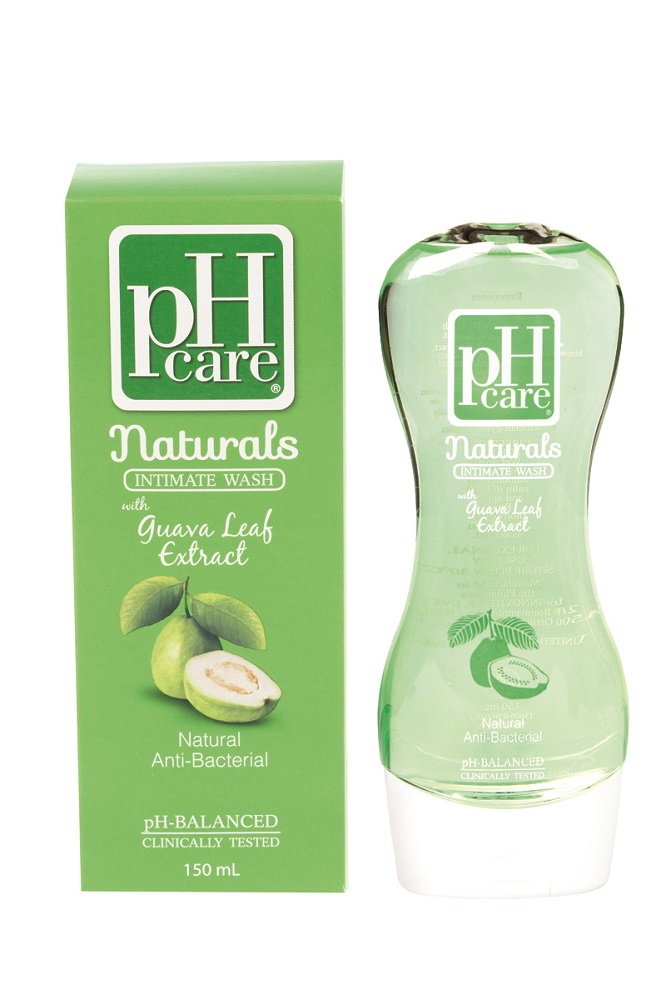 pH
care®
Naturals
INTIMATE WASH
with
Guava Leaf
Extract
Natural
Anti-Bacterial
pH-BALANCED
CLINICALLY TESTED
150 mL
pH
care®
Naturals
INTIMATE WASH
with
Guava Leaf
Extract
Natural
Anti-Bacterial
pH-BALANCED
CLINICALLY TESTED